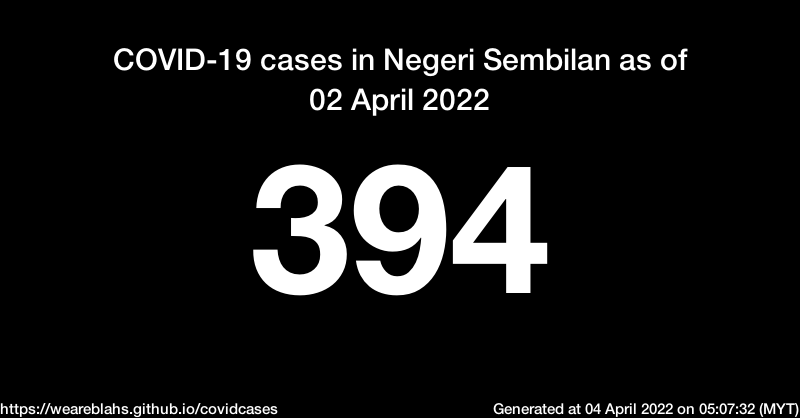 COVID-19 cases in Negeri Sembilan as of
02 April 2022
394
https://weareblahs.github.io/covidcases
Generated at 04 April 2022 on 05:07:32 (MYT)